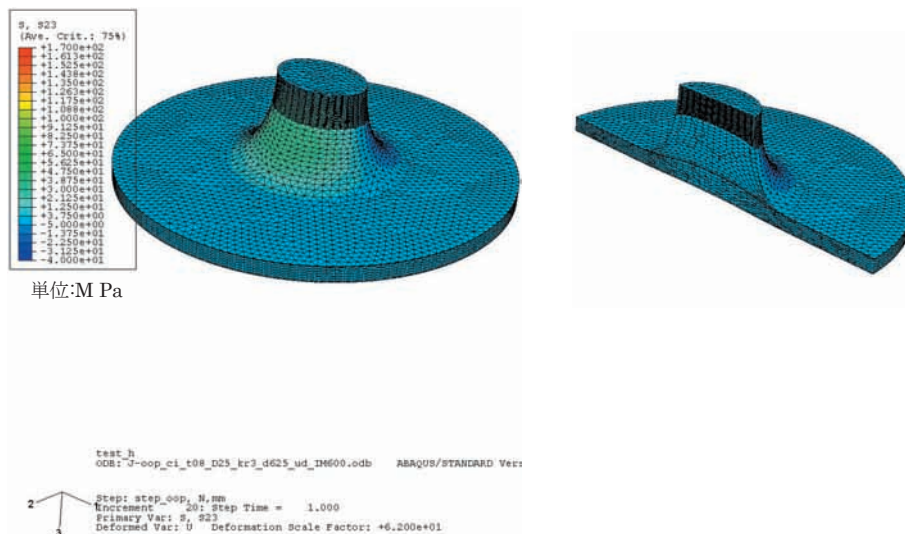 S, S23
(Ave. Crit.: 75%)
+1.700e+02
+1.613e+02
+1.525e+02
+1.438e+02
+1.350e+02
+1.263e+02
+1.175e+02
+1.088e+02
+1.000e+02
+9.125e+01
+8.250e+01
+7.375e+01
+6.500e+01
+5.625e+01
+4.750e+01
+3.875e+01
+3.000e+01
+2.125e+01
+1.250e+01
+3.750e+00
-5.000e+00
-1.375e+01
-2.250e+01
-3.125e+01
-4.000e+01
単位:M Pa
test_h
ODB: J-oop_ci_t08_D25_kr3_d625_ud_IM600.odb ABAQUS/STANDARD Vers
Step: step_oop, N,mm
Increment 20: Step Time = 1.000
Primary Var: S, S23
Deformed Var: U Deformation Scale Factor: +6.200e+01
2
1
3